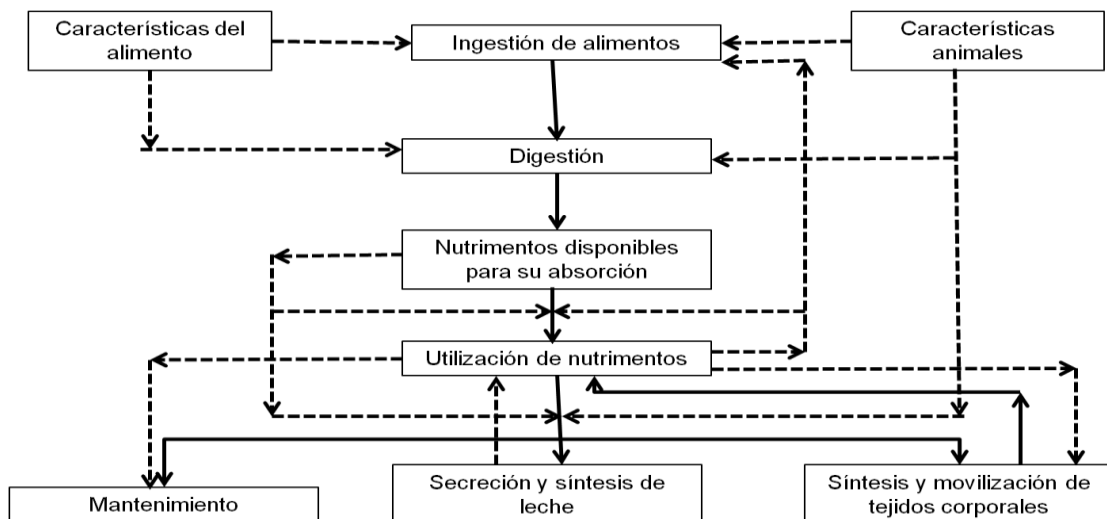 Características del
alimento
Ingestión de alimentos
Características
animales
Digestión
Nutrimentos disponibles
para su absorción
Utilización de nutrimentos
Mantenimiento
Secreción y síntesis de
leche
Síntesis y movilización de
tejidos corporales